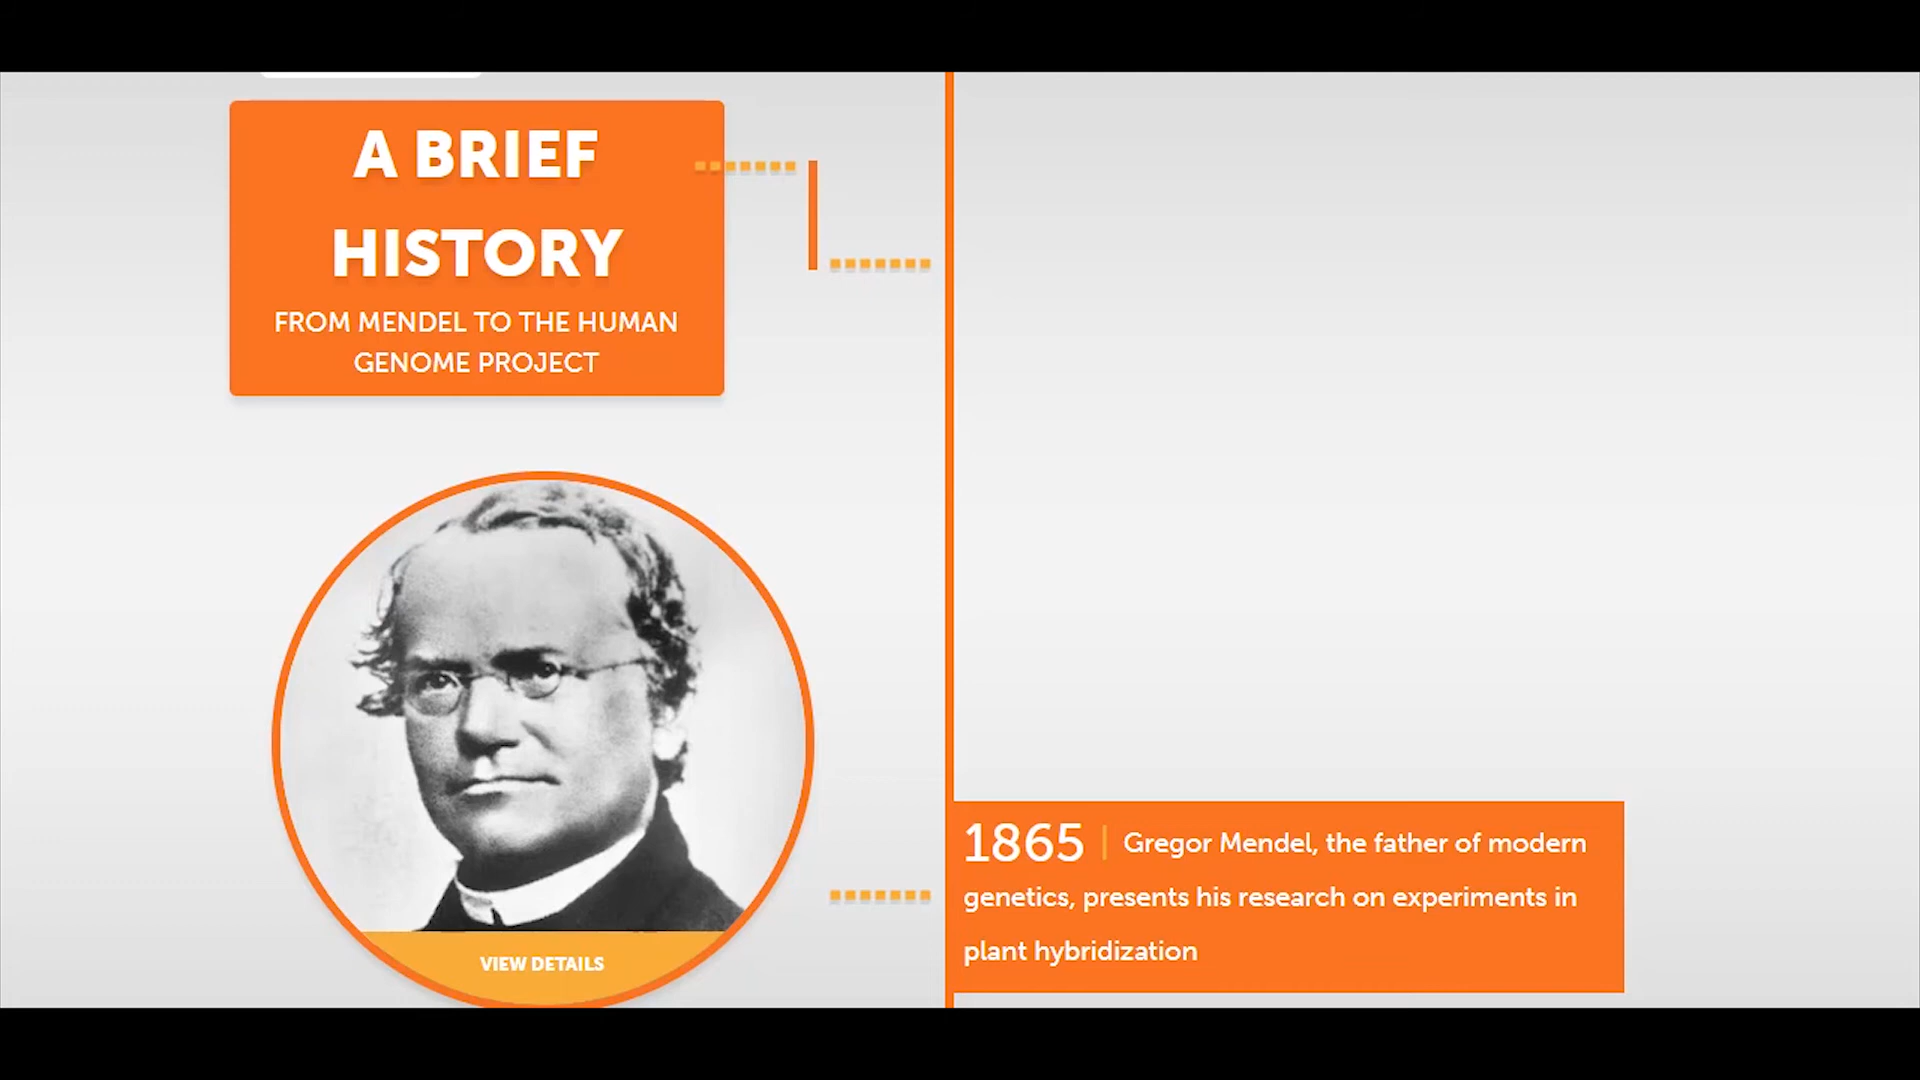 A BRIEF
HISTORY
FROM MENDEL TO THE HUMAN
GENOME PROJECT
VIEW DETAILS
1865 | Gregor Mendel, the father of modern
genetics, presents his research on experiments in
plant hybridization